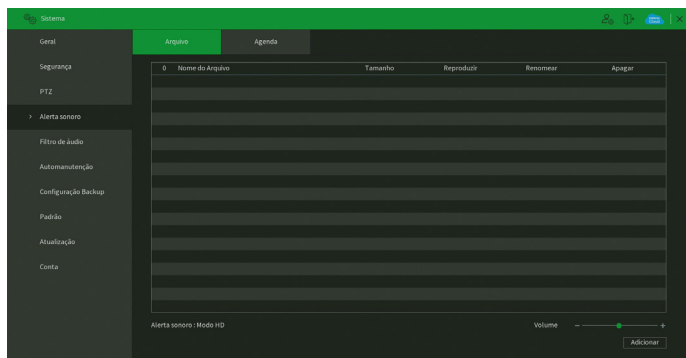 Sistema
Geral
Arquivo Agenda
Segurança
0 Nome do Arquivo Tamanho Reproduzir Renomear Apagar
PTZ
> Alerta sonoro
Filtro de áudio
Automanutenção
Configuração Backup
Padrão
Atualização
Conta
Alerta sonoro : Modo HD Volume - +
Adicionar